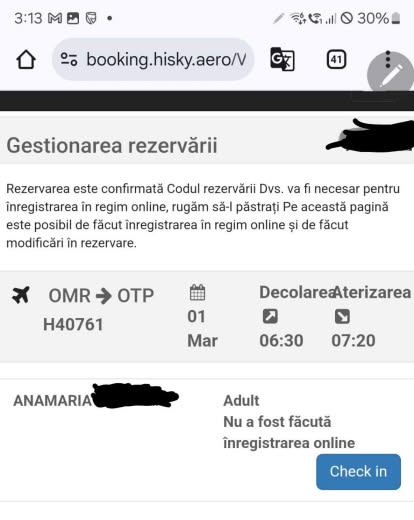 3:13
30%
booking.hisky.aero/V
41
Gestionarea rezervării
Rezervarea este confirmată Codul rezervării Dvs. va fi necesar pentru
înregistrarea în regim online, rugăm să-l păstrați Pe această pagină
este posibil de făcut înregistrarea în regim online și de făcut
modificări în rezervare.
OMR → OTP
H40761
01
Mar
Decolarea
06:30
Aterizarea
07:20
ANAMARIA
Adult
Nu a fost făcută
înregistrarea online
Check in